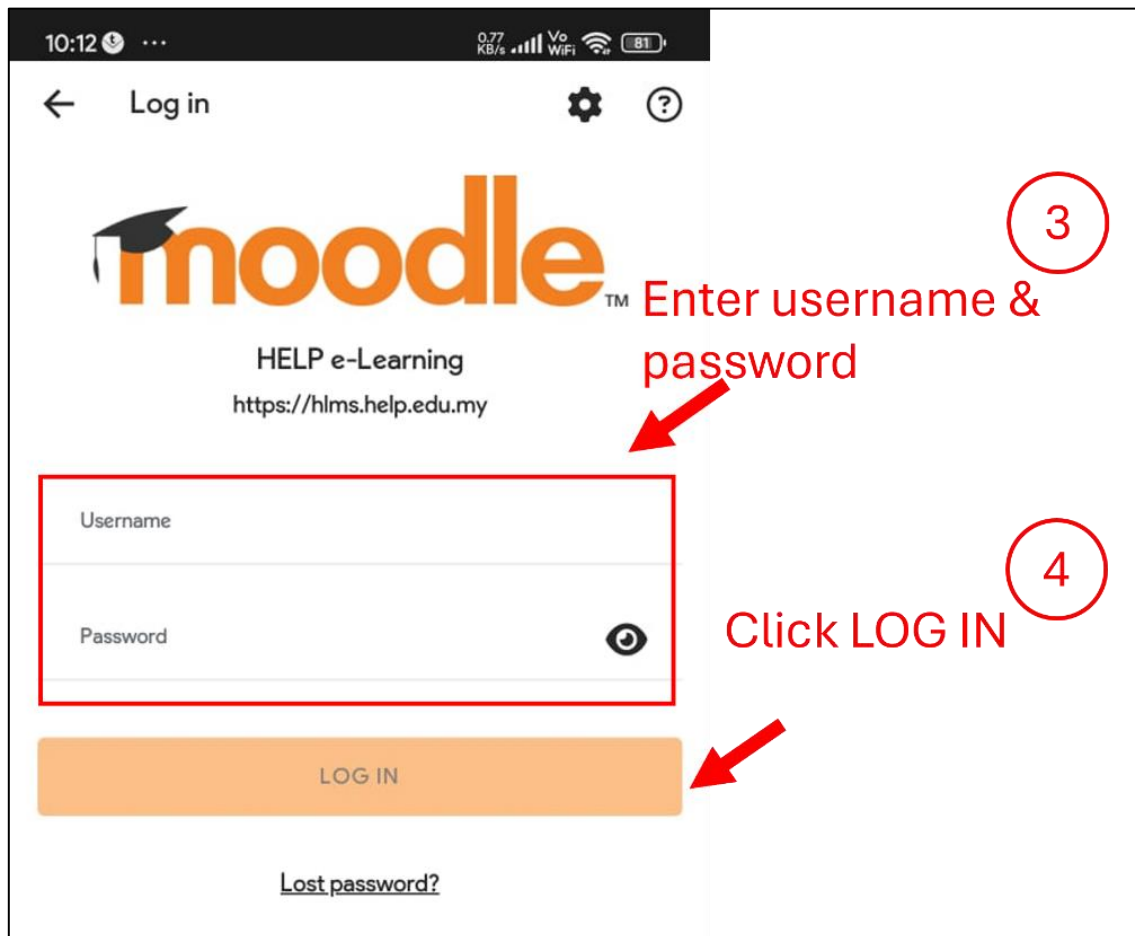 10:12 ...
0.77 KB/s Vo WiFi 81
Log in
?
moodle TM
3
Enter username &
password
HELP e-Learning
https://hlms.help.edu.my
Username
4
Password
Click LOG IN
LOG IN
Lost password?